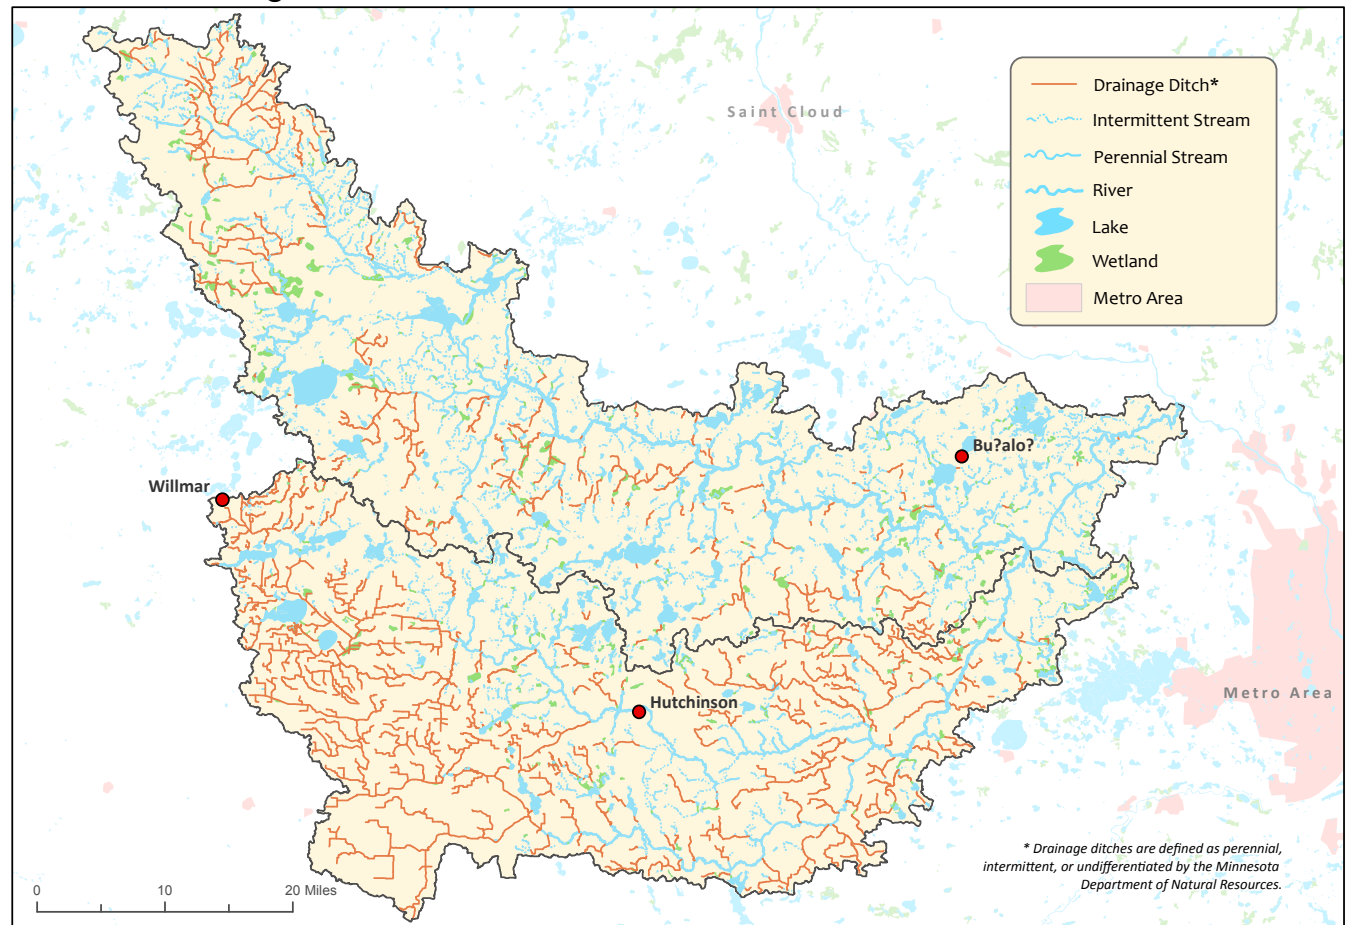 Saint Cloud
Drainage Ditch*
Intermittent Stream
Perennial Stream
River
Lake
Wetland
Metro Area
Bu?alo?
Willmar
Metro Area
Hutchinson
* Drainage ditches are defined as perennial,
intermittent, or undifferentiated by the Minnesota
Department of Natural Resources.
0 10 20 Miles